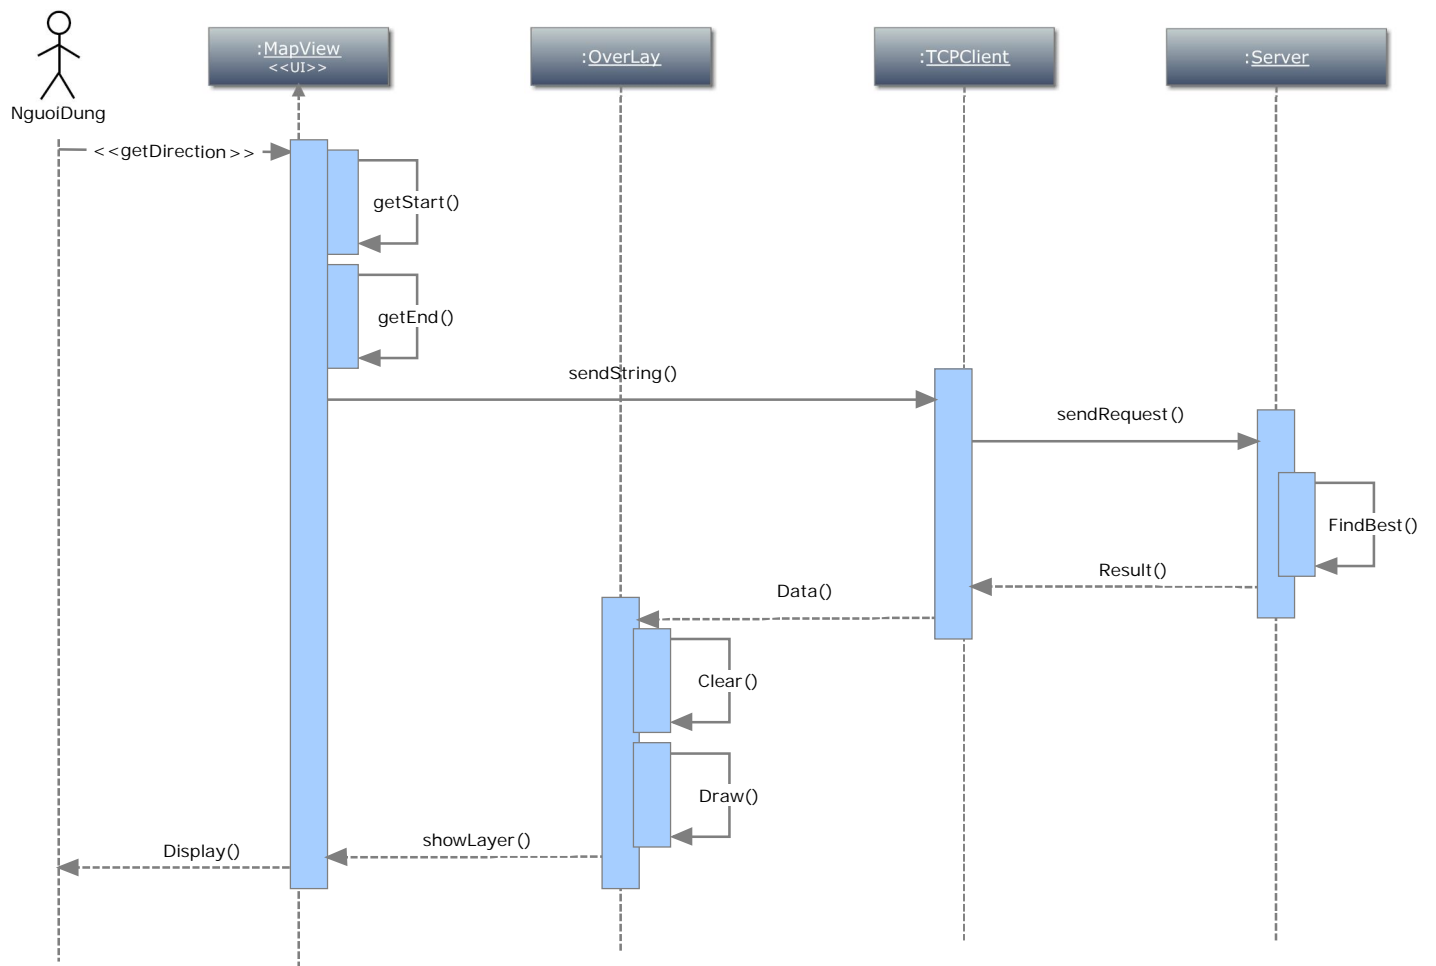 :MapView
<<UI>>
:OverLay
:TCPClient
:Server
NguoiDung
<<getDirection>>
getStart()
getEnd()
sendString()
sendRequest()
FindBest()
Result()
Data()
Clear()
Draw()
showLayer()
Display()